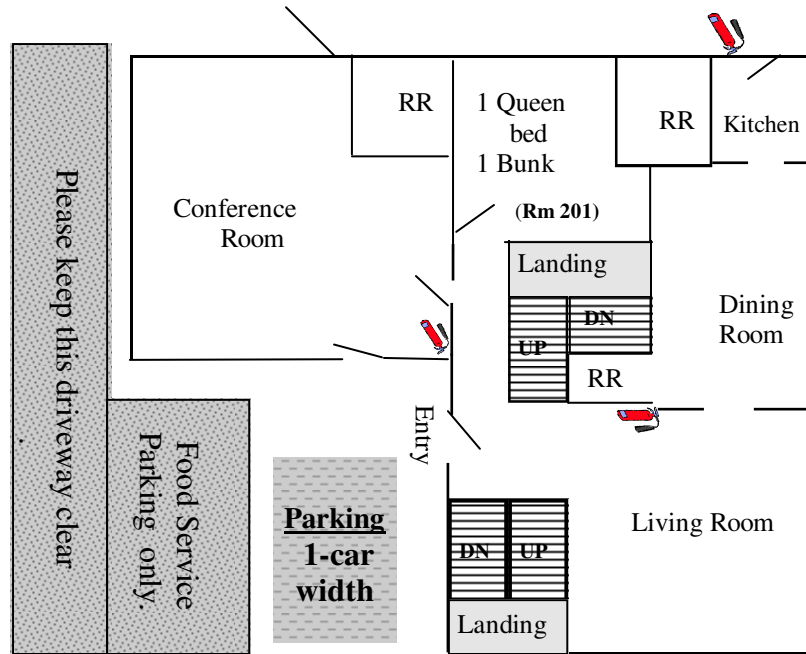 RR
1 Queen
bed
1 Bunk
(Rm 201)
RR
Kitchen
Conference
Room
Landing
UP
DN
RR
Dining
Room
Please keep this driveway clear
.
Food Service
Parking only.
Entry
Parking
1-car
width
DN
UP
Landing
Living Room